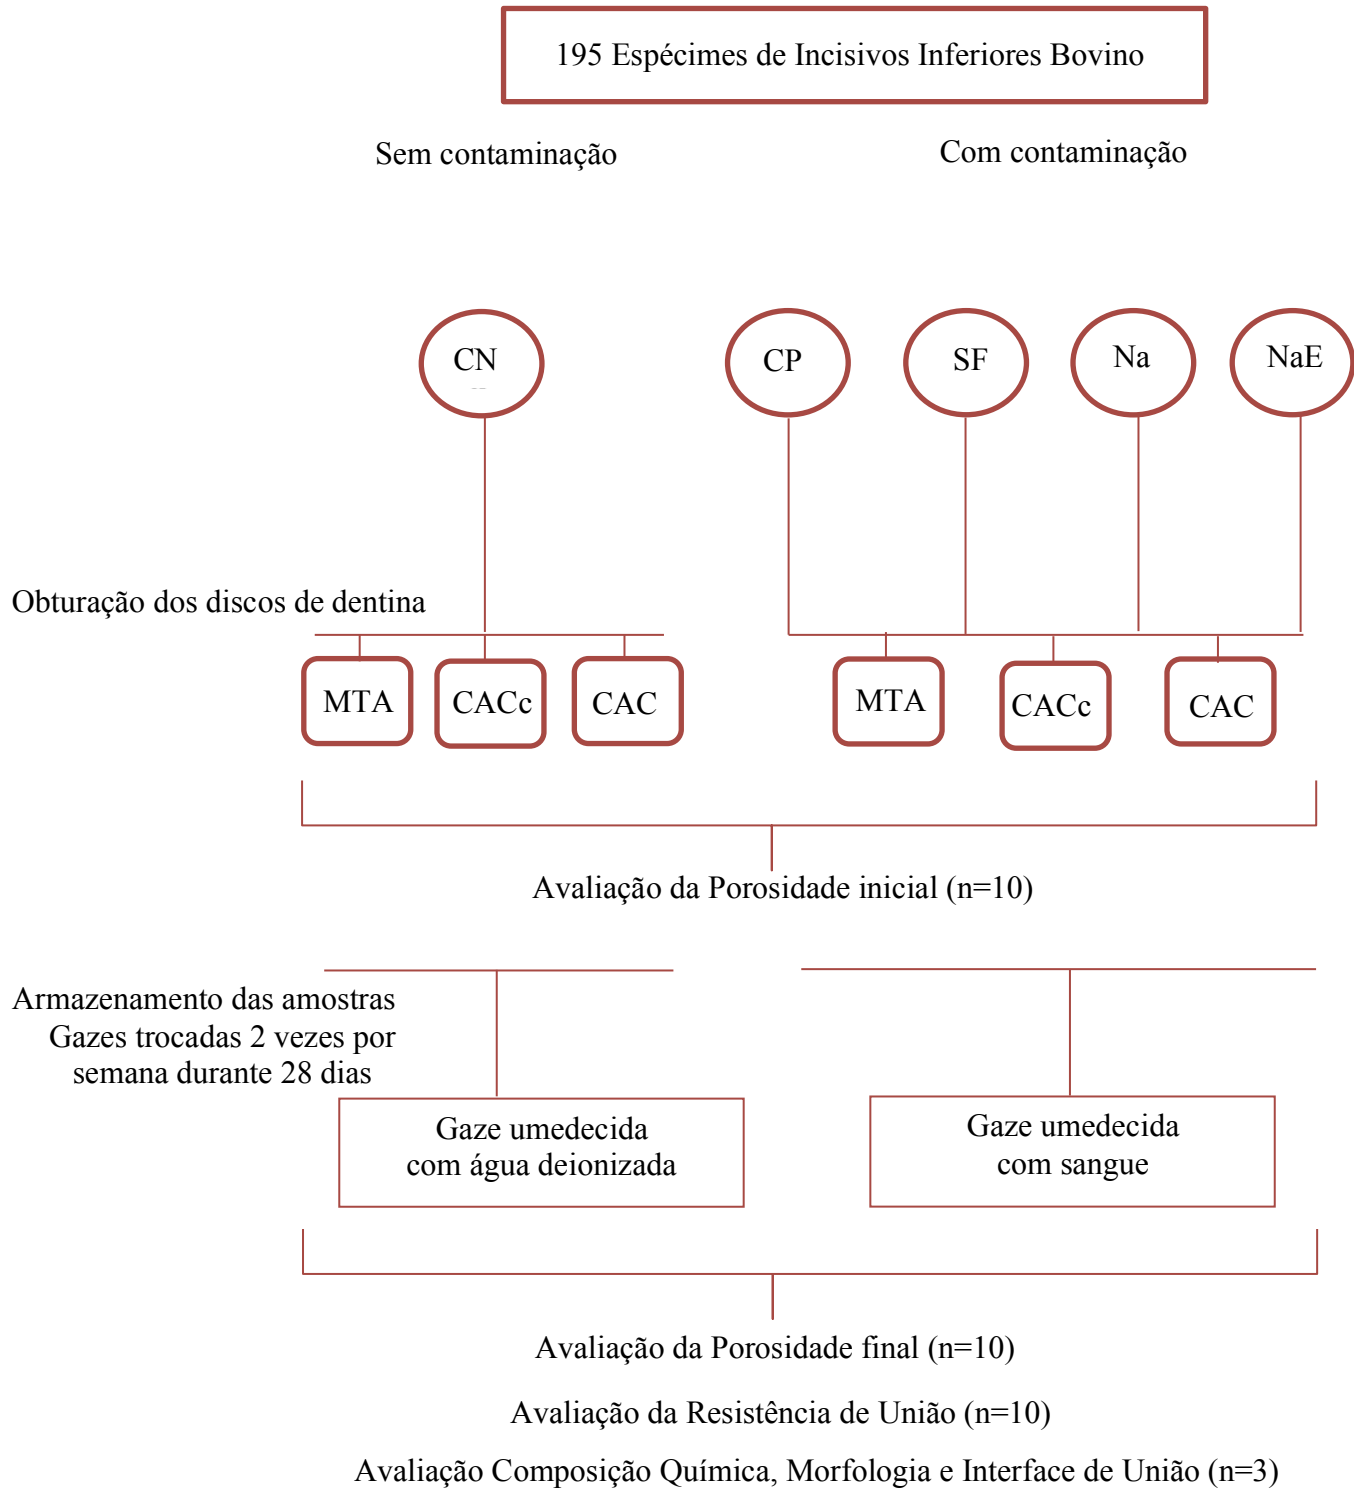 195 Espécimes de Incisivos Inferiores Bovino
Sem contaminação
Com contaminação
CN
CP
SF
Na
NaE
Obturação dos discos de dentina
MTA
CACc
CAC
MTA
CACc
CAC
Avaliação da Porosidade inicial (n=10)
Armazenamento das amostras
Gazes trocadas 2 vezes por
semana durante 28 dias
Gaze umedecida
com água deionizada
Gaze umedecida
com sangue
Avaliação da Porosidade final (n=10)
Avaliação da Resistência de União (n=10)
Avaliação Composição Química, Morfologia e Interface de União (n=3)